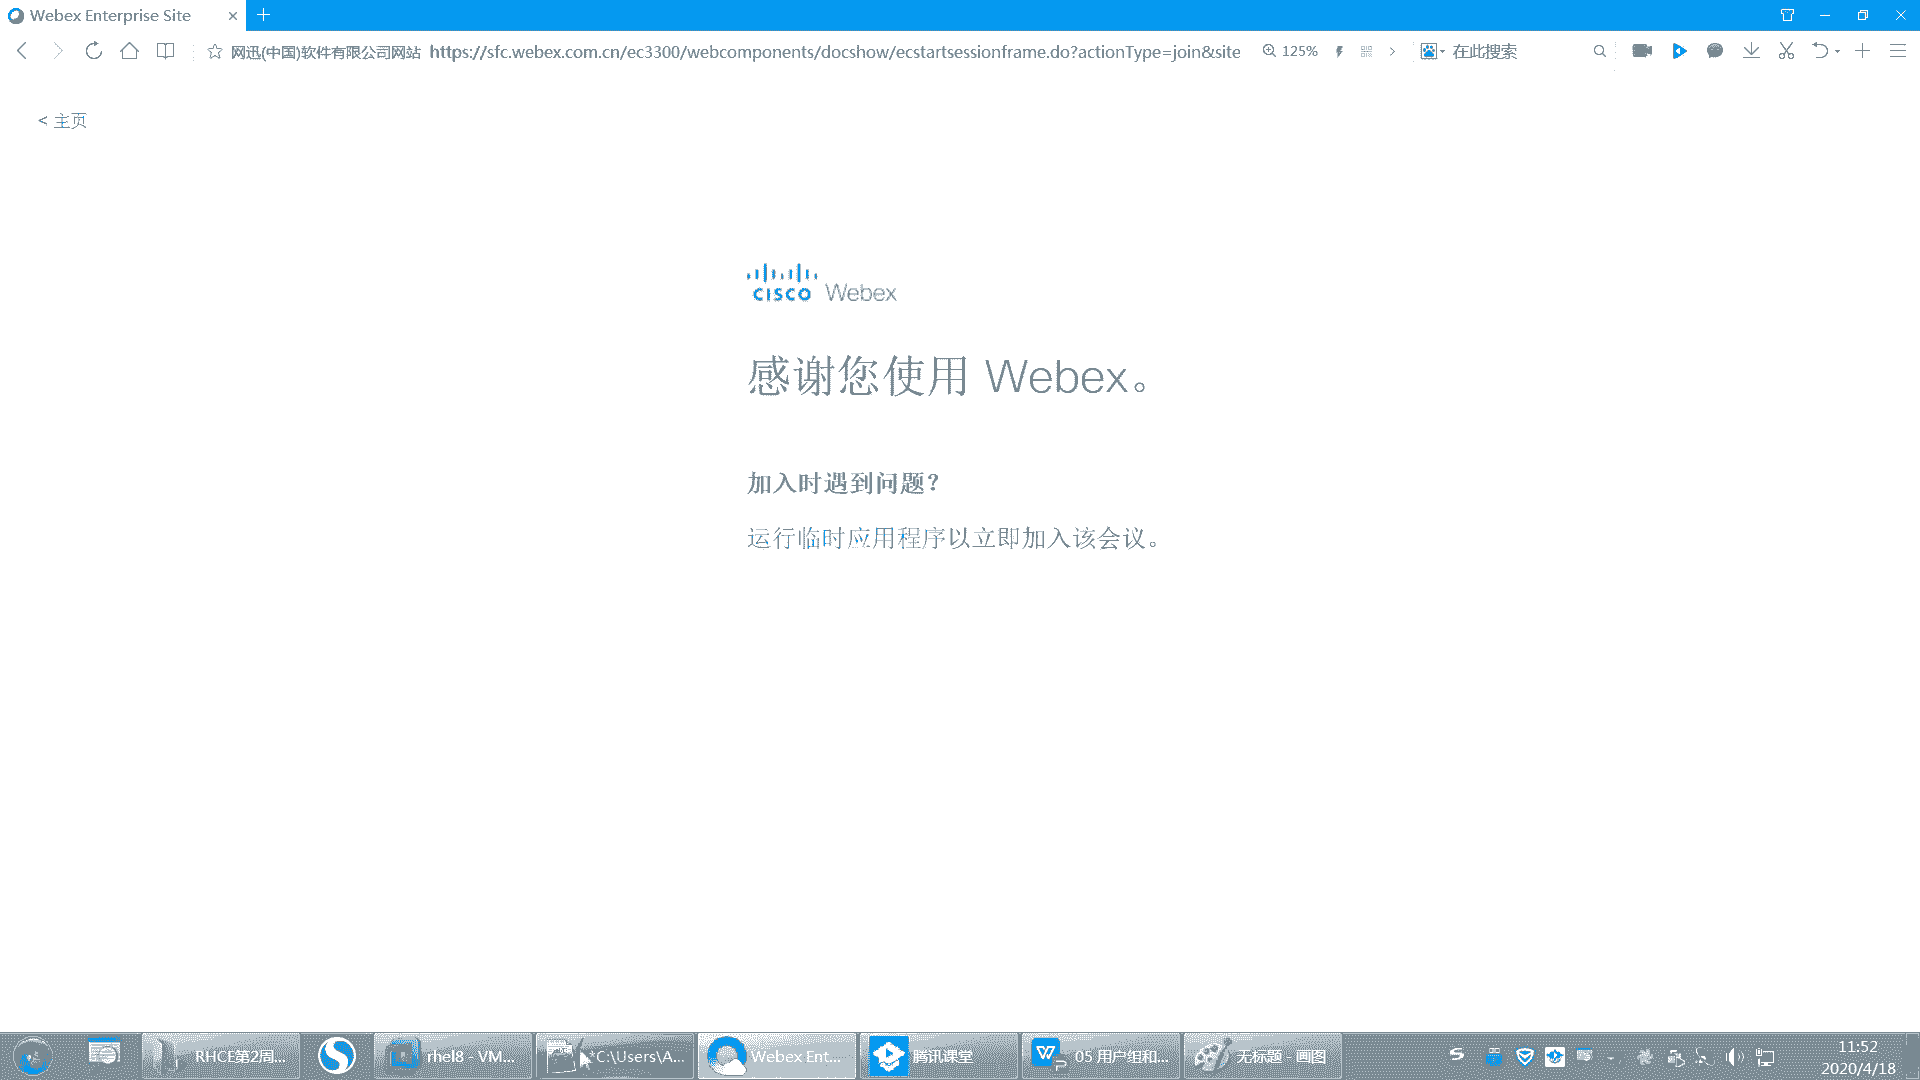 Webex Enterprise Site
网迅(中国)软件有限公司网站 https://sfc.webex.com.cn/ec3300/webcomponents/docshow/ecstartsessionframe.do?actionType=join&site
125%
在此搜索
< 主页
CISCO Webex
感谢您使用 Webex。
加入时遇到问题?
运行临时应用程序以立即加入该会议。
RHCE第2周...
rhel8 - VM...
*C:\Users\A...
Webex Ent...
腾讯课堂
05 用户组和...
无标题 - 画图
11:52
2020/4/18